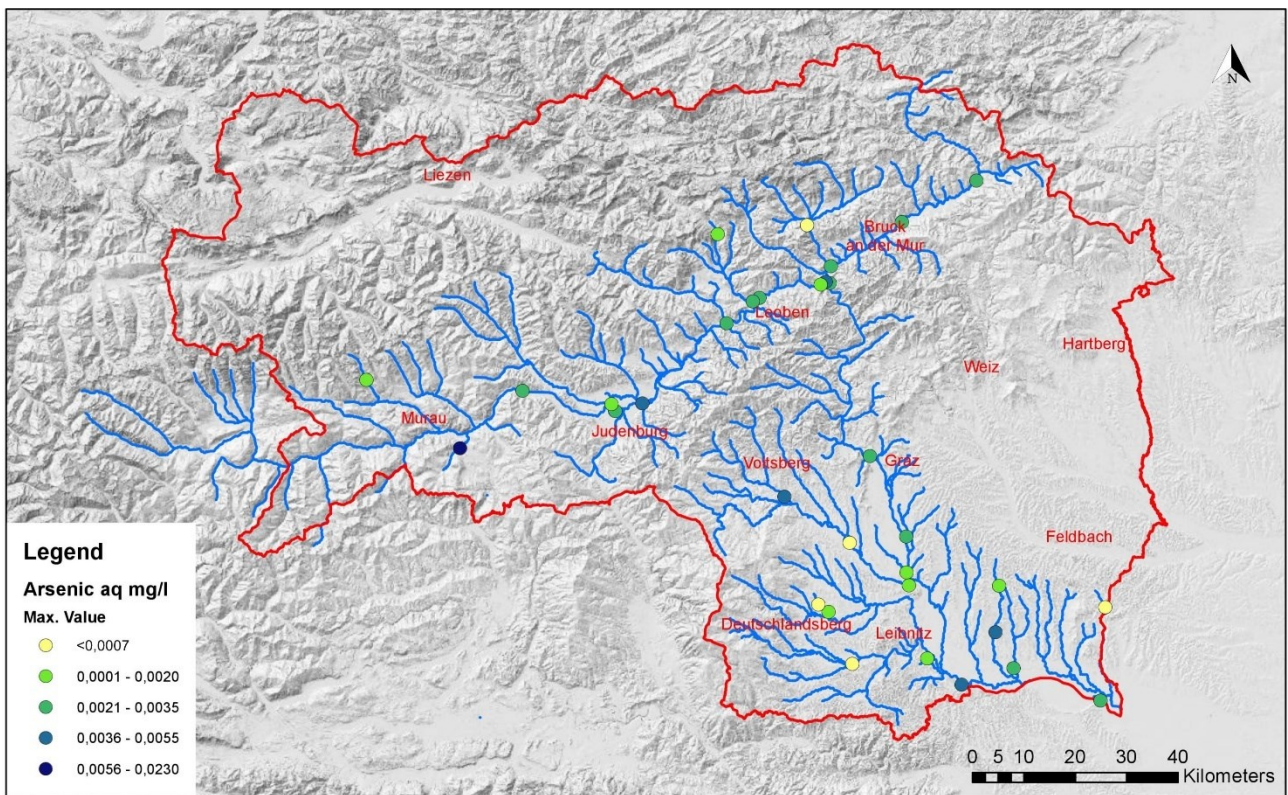 N
Liezen
Bruck
an der Mur
Leoben
Hartberg
Weiz
Murau
Judenburg
Voitsberg
Graz
Feldbach
Deutschlandsberg
Leibnitz
Legend
Arsenic aq mg/l
Max. Value
<0,0007
0,0001 - 0,0020
0,0021 - 0,0035
0,0036 - 0,0055
0,0056 - 0,0230
0 5 10 20 30 40
Kilometers